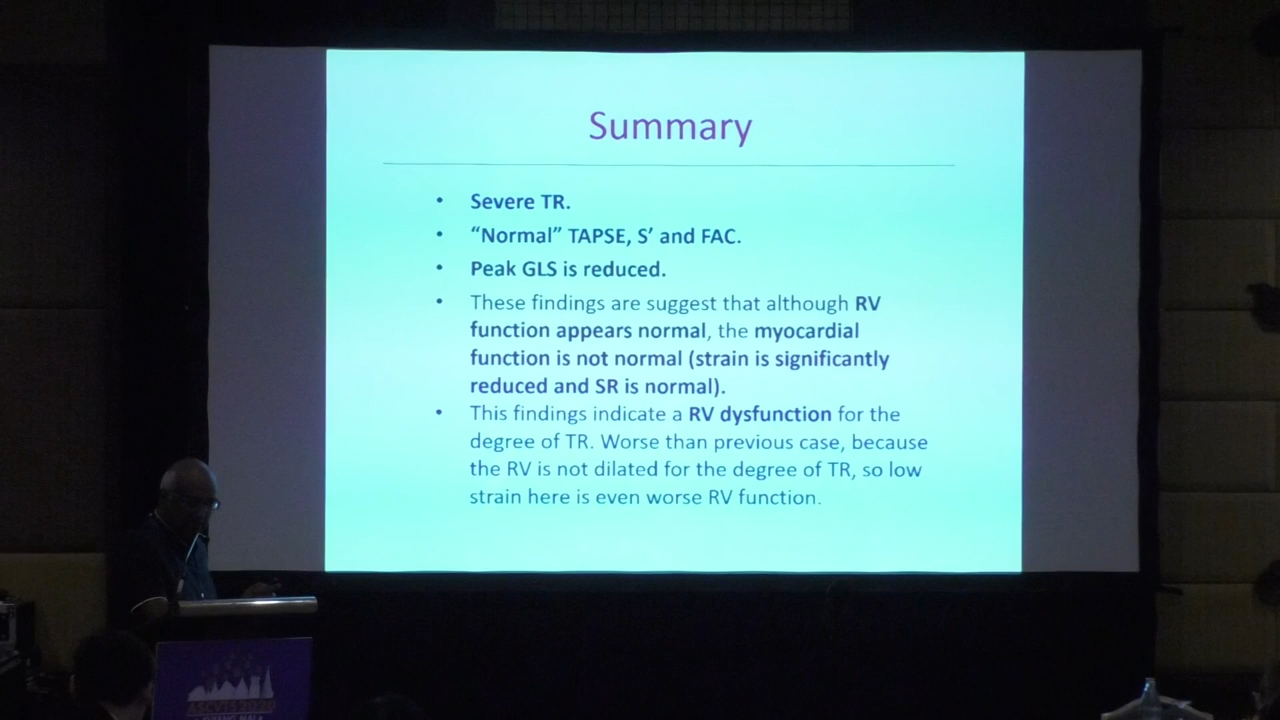 Summary
• Severe TR.
• “Normal” TAPSE, S’ and FAC.
• Peak GLS is reduced.
• These findings are suggest that although RV
function appears normal, the myocardial
function is not normal (strain is significantly
reduced and SR is normal).
• This findings indicate a RV dysfunction for the
degree of TR. Worse than previous case, because
the RV is not dilated for the degree of TR, so low
strain here is even worse RV function.
ASCVTS 2020